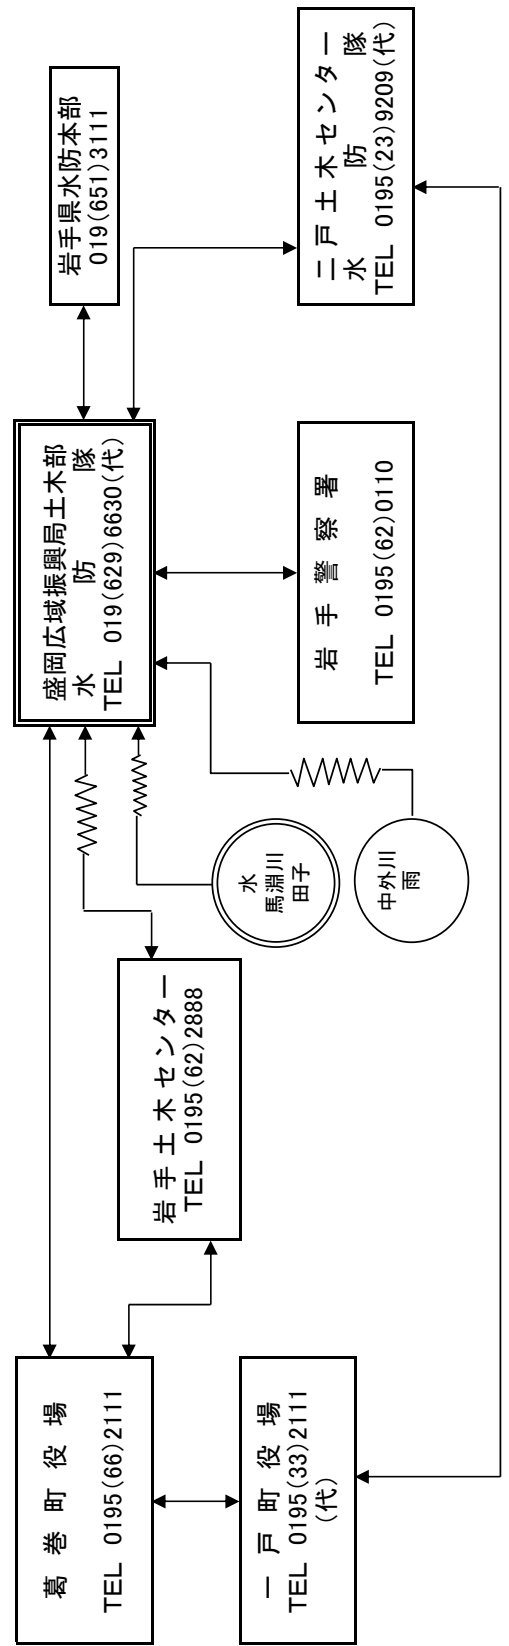 岩手県水防本部
019(651)3111
二戸土木センター
水防隊
TEL 0195(23)9209(代)
盛岡広域振興局土木部
水防隊
TEL 019(629)6630(代)
岩手警察署
TEL 0195(62)0110
水
馬淵川
田子
中外川
雨
岩手土木センター
TEL 0195(62)2888
葛巻町役場
TEL 0195(66)2111
一戸町役場
TEL 0195(33)2111
(代)